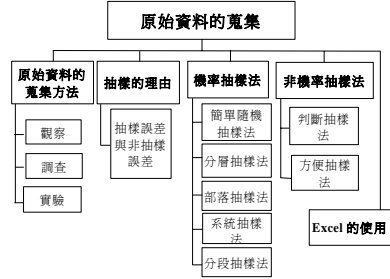 原始資料的蒐集
原始資料的
蒐集方法
觀察
調查
實驗
抽樣的理由
抽樣誤差
與非抽樣
誤差
機率抽樣法
簡單隨機
抽樣法
分層抽樣法
部落抽樣法
系統抽樣
法
分段抽樣法
非機率抽樣法
判斷抽樣
法
方便抽樣
法
Excel 的使用